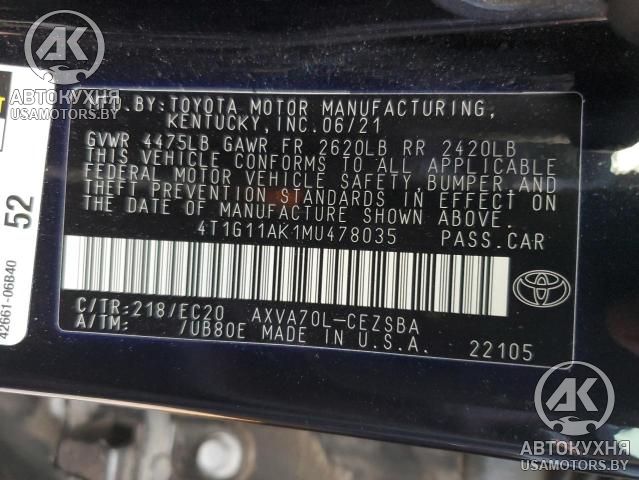 AK
АВТОКУХНЯ
USAMOTORS.BY
MFD. BY: TOYOTA MOTOR MANUFACTURING,
KENTUCKY, INC. 06/21
GVWR 4475LB GAWR FR 2620LB RR 2420LB
THIS VEHICLE CONFORMS TO ALL APPLICABLE
FEDERAL MOTOR VEHICLE SAFETY, BUMPER, AND
THEFT PREVENTION STANDARDS IN EFFECT ON
THE DATE OF MANUFACTURE SHOWN ABOVE.
4T1G11AK1MU478035 PASS. CAR
C/TR: 218/EC20 AXVA70L-CEZSBA
A/TM: /UB80E MADE IN U.S.A. 22105
52
42661-06B40
AK
АВТОКУХНЯ
USAMOTORS.BY